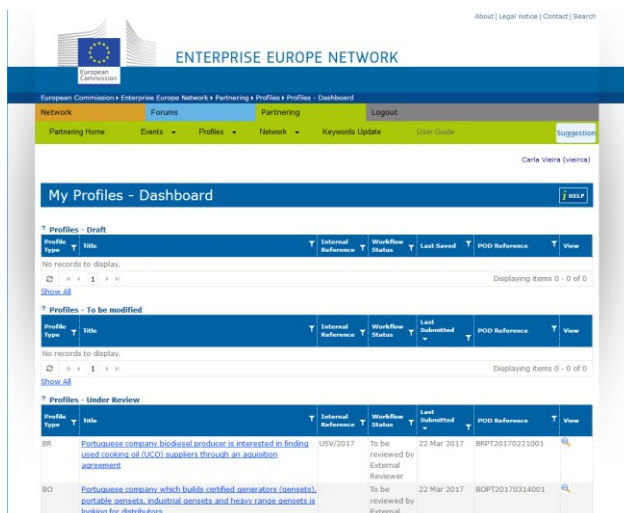 About | Legal notice | Contact | Search
European
Commission
ENTERPRISE EUROPE NETWORK
European Commission › Enterprise Europe Network › Partnering › Profiles › Profiles - Dashboard
Network Forums Partnering Logout
Partnering Home Events Profiles Network Keywords Update User Guide Suggestion
Carla Vieira (vieirca)
My Profiles - Dashboard
i HELP
? Profiles - Draft
Profile Type Title Internal Reference Workflow Status Last Saved POD Reference View
No records to display.
1 Displaying items 0 - 0 of 0
Show All
? Profiles - To be modified
Profile Type Title Internal Reference Workflow Status Last Submitted POD Reference View
No records to display.
1 Displaying items 0 - 0 of 0
Show All
? Profiles - Under Review
Profile Type Title Internal Reference Workflow Status Last Submitted POD Reference View
BR Portuguese company biodiesel producer is interested in finding USV/2017 To be 22 Mar 2017 BRPT20170221001
used cooking oil (UCO) suppliers through an aquisition reviewed by
agreement External
Reviewer
BO Portuguese company which builds certified generators (gensets), To be 22 Mar 2017 BOPT20170314001
portable gensets, industrial gensets and heavy range gensets is reviewed by
looking for distributors External